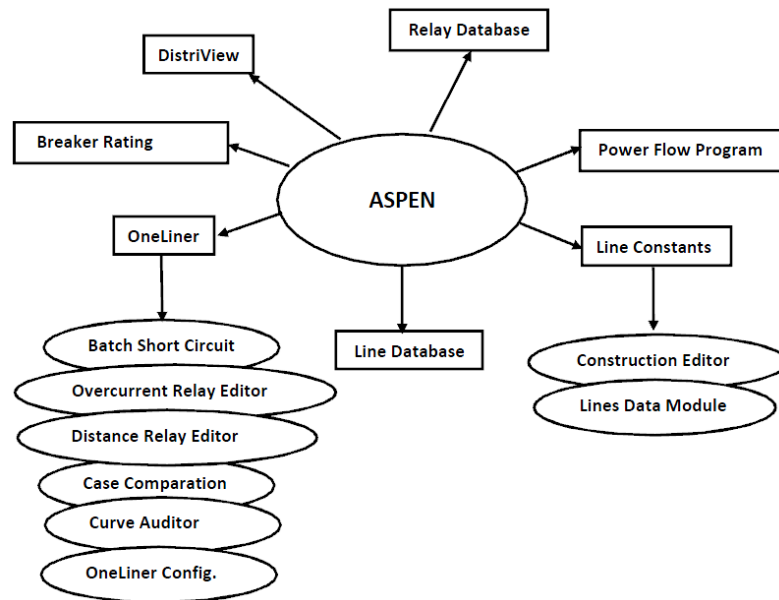 Relay Database
DistriView
Breaker Rating
Power Flow Program
ASPEN
OneLiner
Line Constants
Line Database
Batch Short Circuit
Overcurrent Relay Editor
Distance Relay Editor
Case Comparation
Curve Auditor
OneLiner Config.
Construction Editor
Lines Data Module